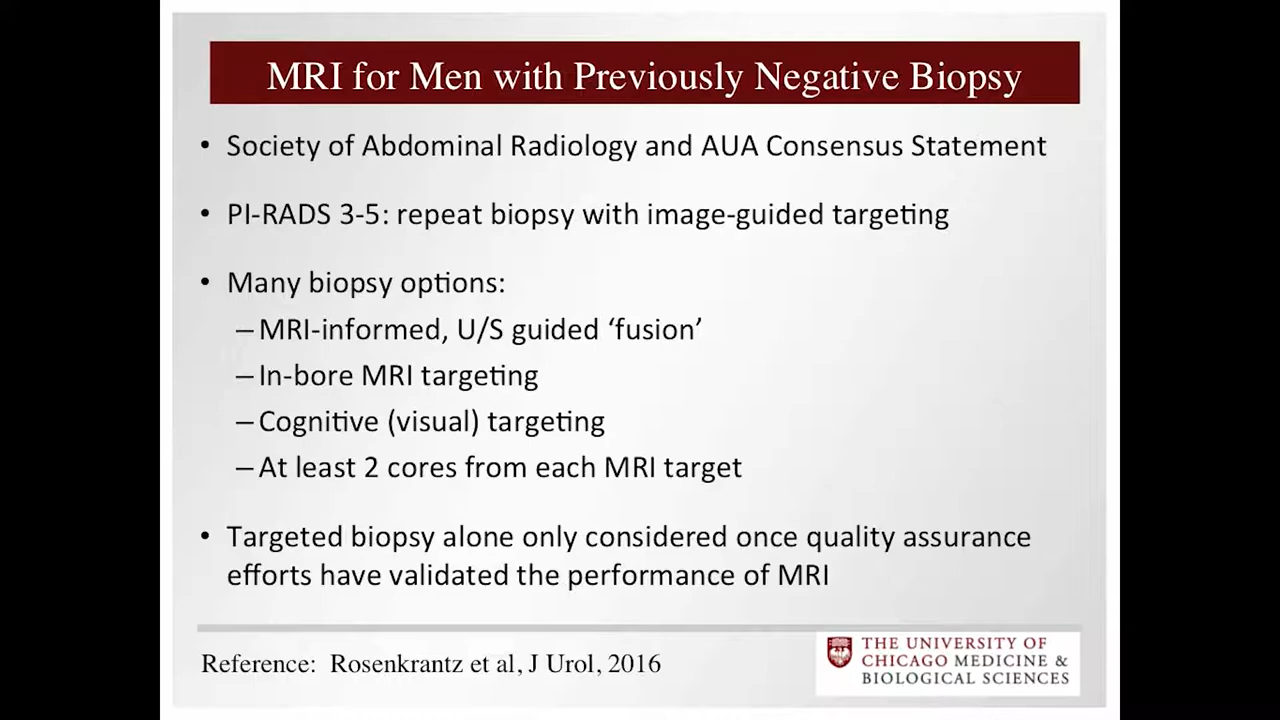 MRI for Men with Previously Negative Biopsy
• Society of Abdominal Radiology and AUA Consensus Statement
• PI-RADS 3-5: repeat biopsy with image-guided targeting
• Many biopsy options:
– MRI-informed, U/S guided ‘fusion’
– In-bore MRI targeting
– Cognitive (visual) targeting
– At least 2 cores from each MRI target
• Targeted biopsy alone only considered once quality assurance
efforts have validated the performance of MRI
Reference: Rosenkrantz et al, J Urol, 2016
THE UNIVERSITY OF
CHICAGO MEDICINE &
BIOLOGICAL SCIENCES